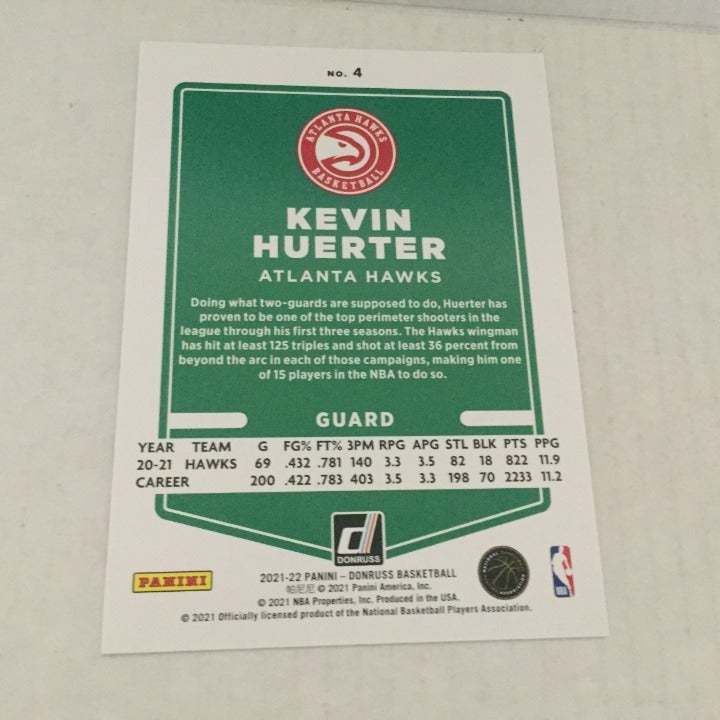 NO. 4
ATLANTA HAWKS
BASKETBALL
KEVIN
HUERTER
ATLANTA HAWKS
Doing what two-guards are supposed to do, Huerter has
proven to be one of the top perimeter shooters in the
league through his first three seasons. The Hawks wingman
has hit at least 125 triples and shot at least 36 percent from
beyond the arc in each of those campaigns, making him one
of 15 players in the NBA to do so.
GUARD
YEAR TEAM G FG% FT% 3PM RPG APG STL BLK PTS PPG
20-21 HAWKS 69 .432 .781 140 3.3 3.5 82 18 822 11.9
CAREER 200 .422 .783 403 3.5 3.3 198 70 2233 11.2
d
DONRUSS
PANINI
2021-22 PANINI – DONRUSS BASKETBALL
帕尼尼 © 2021 Panini America, Inc.
© 2021 NBA Properties, Inc. Produced in the USA.
© 2021 Officially licensed product of the National Basketball Players Association.
NBA